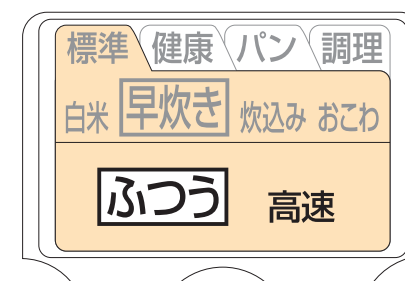 標準 健康 パン 調理
白米 早炊き 炊込み おこわ
ふつう 高速